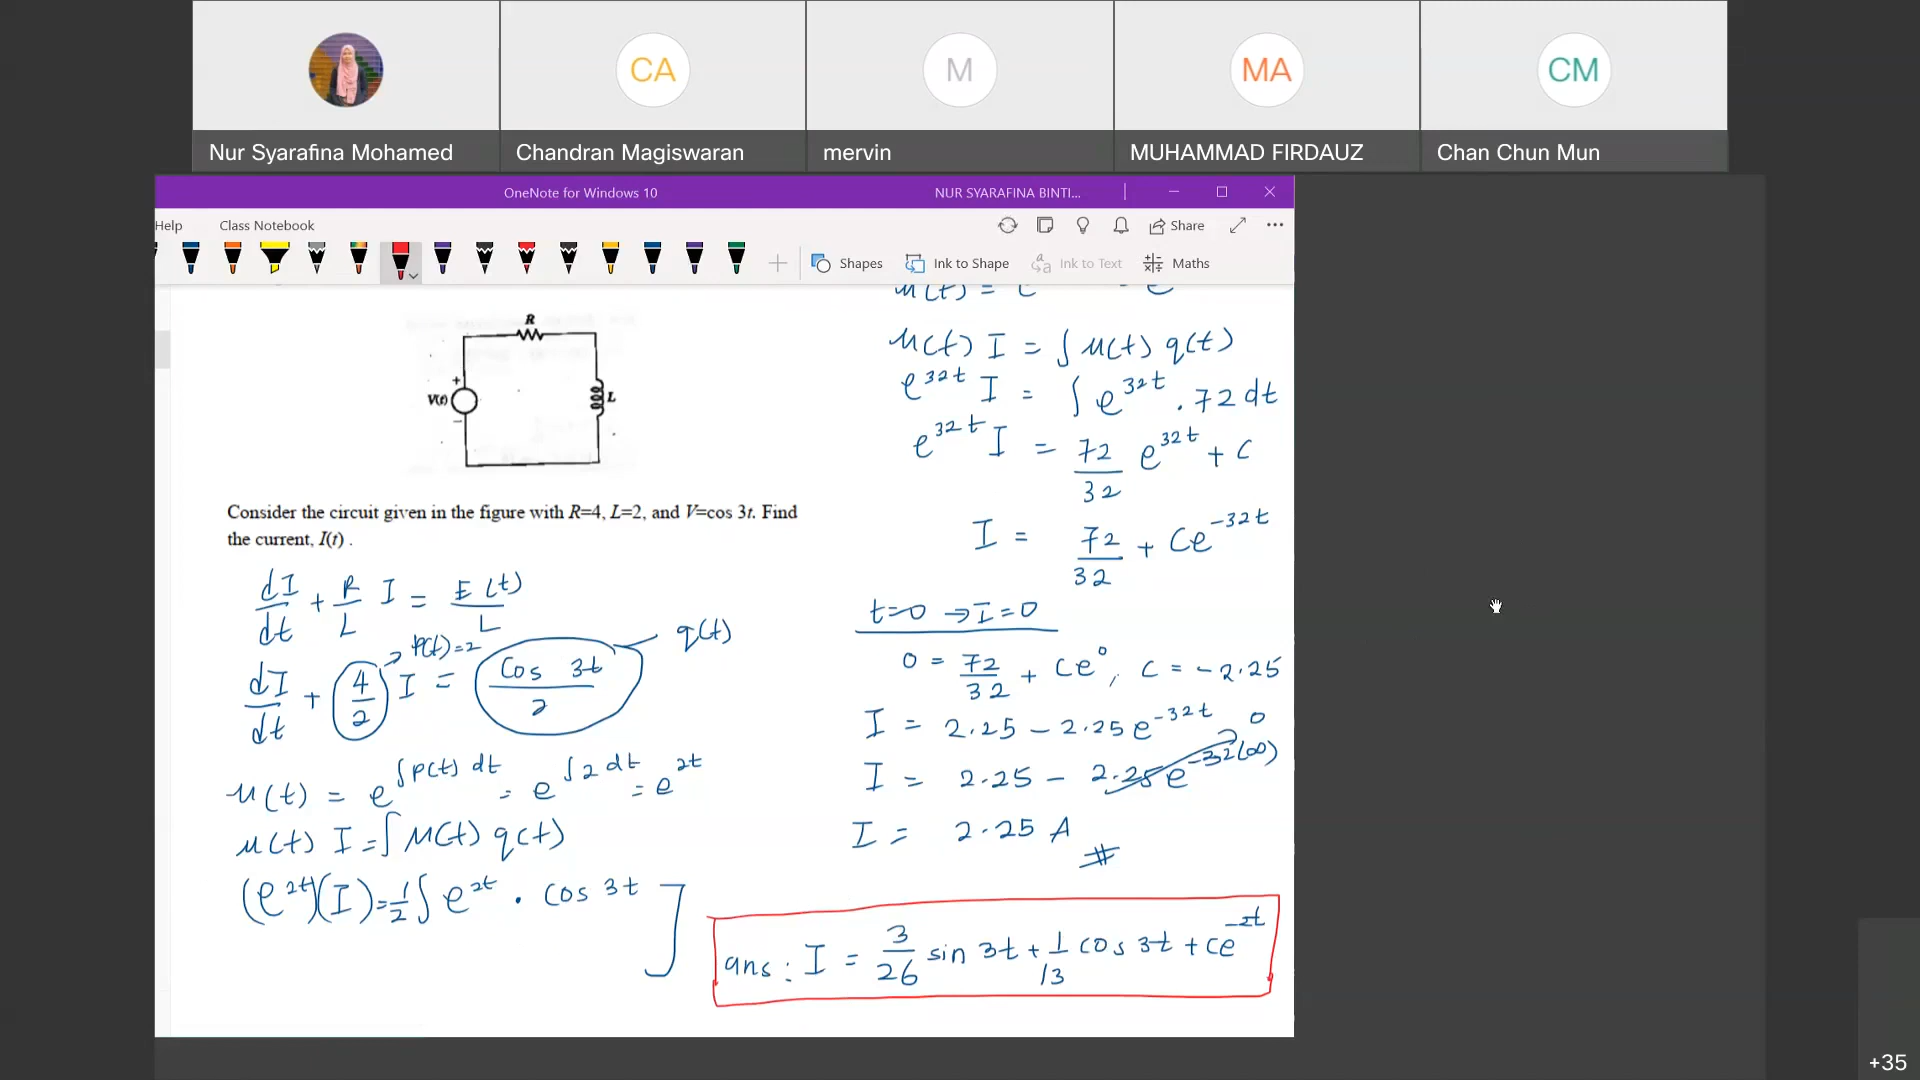 CA
M
MA
CM
Nur Syarafina Mohamed
Chandran Magiswaran
mervin
MUHAMMAD FIRDAUZ
Chan Chun Mun
OneNote for Windows 10
NUR SYARAFINA BINTI...
Help
Class Notebook
Share
Shapes
Ink to Shape
Ink to Text
Maths
R
V(t)
+
−
L
Consider the circuit given in the figure with R=4, L=2, and V=cos 3t. Find
the current, I(t) .
dI/dt + R/L I = E(t)/L
dI/dt + 4/2 I = cos 3t/2
→ P(t)=2
q(t)
μ(t) = e^∫P(t) dt = e^∫2 dt = e^2t
μ(t) I = ∫ μ(t) q(t)
(e^2t)(I) = 1/2 ∫ e^2t . cos 3t
μ(t) I = ∫ μ(t) q(t)
e^32t I = ∫ e^32t . 72 dt
e^32t I = 72/32 e^32t + C
I = 72/32 + Ce^-32t
t=0 → I=0
0 = 72/32 + Ce^0, C = -2.25
I = 2.25 - 2.25e^-32t
I = 2.25 - 2.25e^-32(∞) 0
I = 2.25 A #
ans : I = 3/26 sin 3t + 1/13 cos 3t + ce^-2t
+35